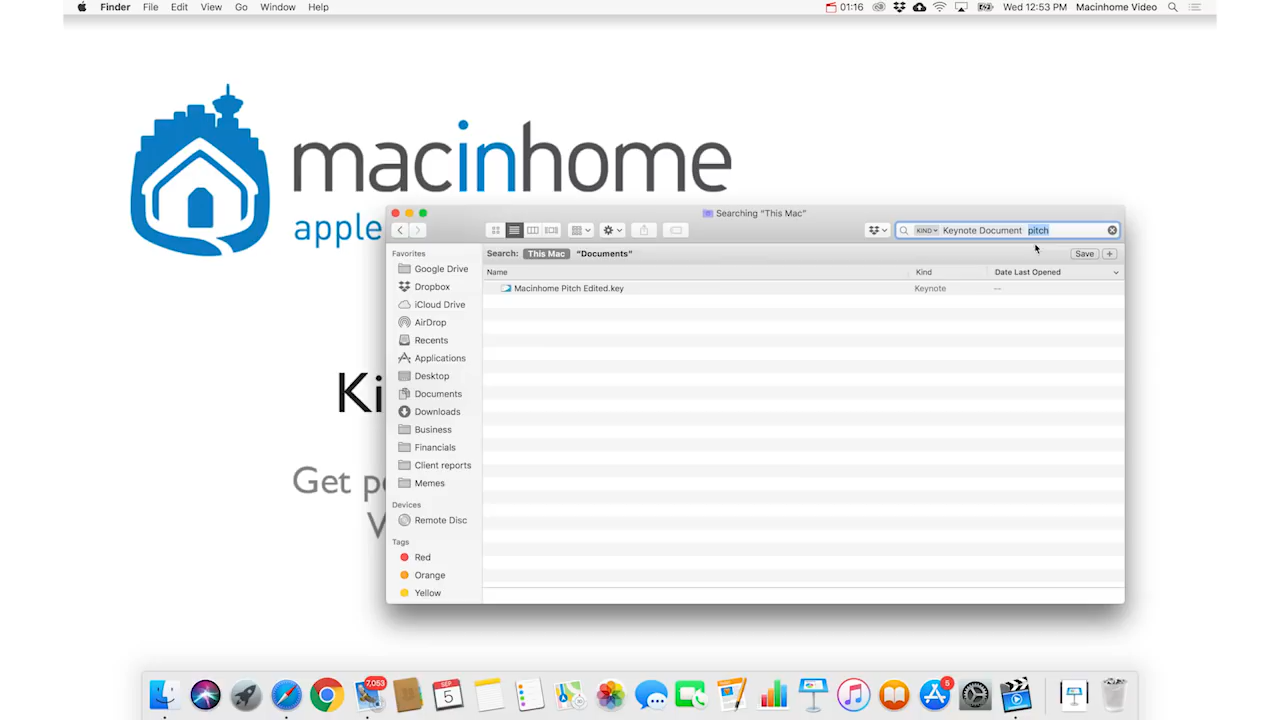 Finder File Edit View Go Window Help 01:16 Wed 12:53 PM Macinhome Video
macinhome
apple
Ki
Get p
Searching “This Mac”
KIND Keynote Document pitch
Search: This Mac “Documents” Save +
Name Kind Date Last Opened
Macinhome Pitch Edited.key Keynote --
Favorites
Google Drive
Dropbox
iCloud Drive
AirDrop
Recents
Applications
Desktop
Documents
Downloads
Business
Financials
Client reports
Memes
Devices
Remote Disc
Tags
Red
Orange
Yellow
7,053
SEP
5
5